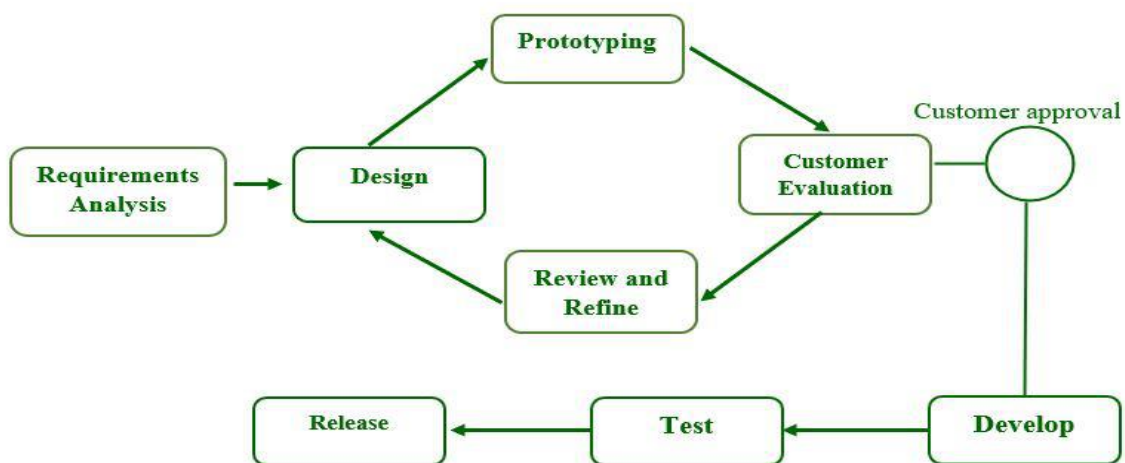 Prototyping
Customer approval
Requirements
Analysis
Design
Customer
Evaluation
Review and
Refine
Release
Test
Develop